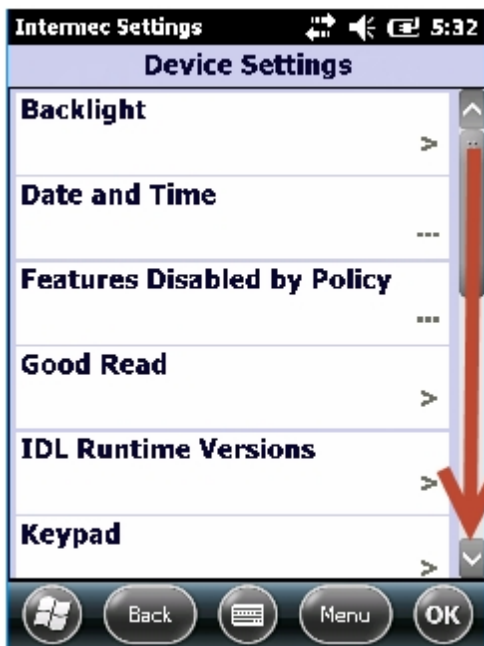 Intermec Settings 5:32
Device Settings
Backlight
>
Date and Time
...
Features Disabled by Policy
...
Good Read
>
IDL Runtime Versions
>
Keypad
>
Back Menu OK